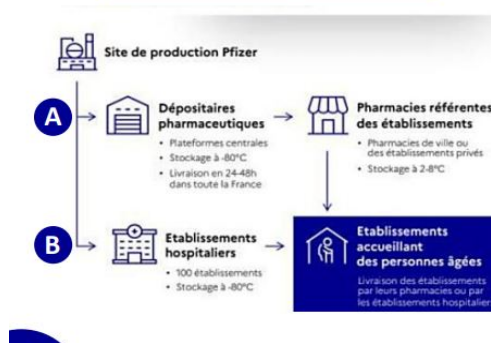 Site de production Pfizer
A
Dépositaires
pharmaceutiques
• Plateformes centrales
• Stockage à -80°C
• Livraison en 24-48h
dans toute la France
Pharmacies référentes
des établissements
• Pharmacies de ville ou
des établissements privés
• Stockage à 2-8°C
B
Etablissements
hospitaliers
• 100 établissements
• Stockage à -80°C
Etablissements
accueillant
des personnes âgées
Livraison des établissements
par leurs pharmacies ou par
les établissements hospitalier